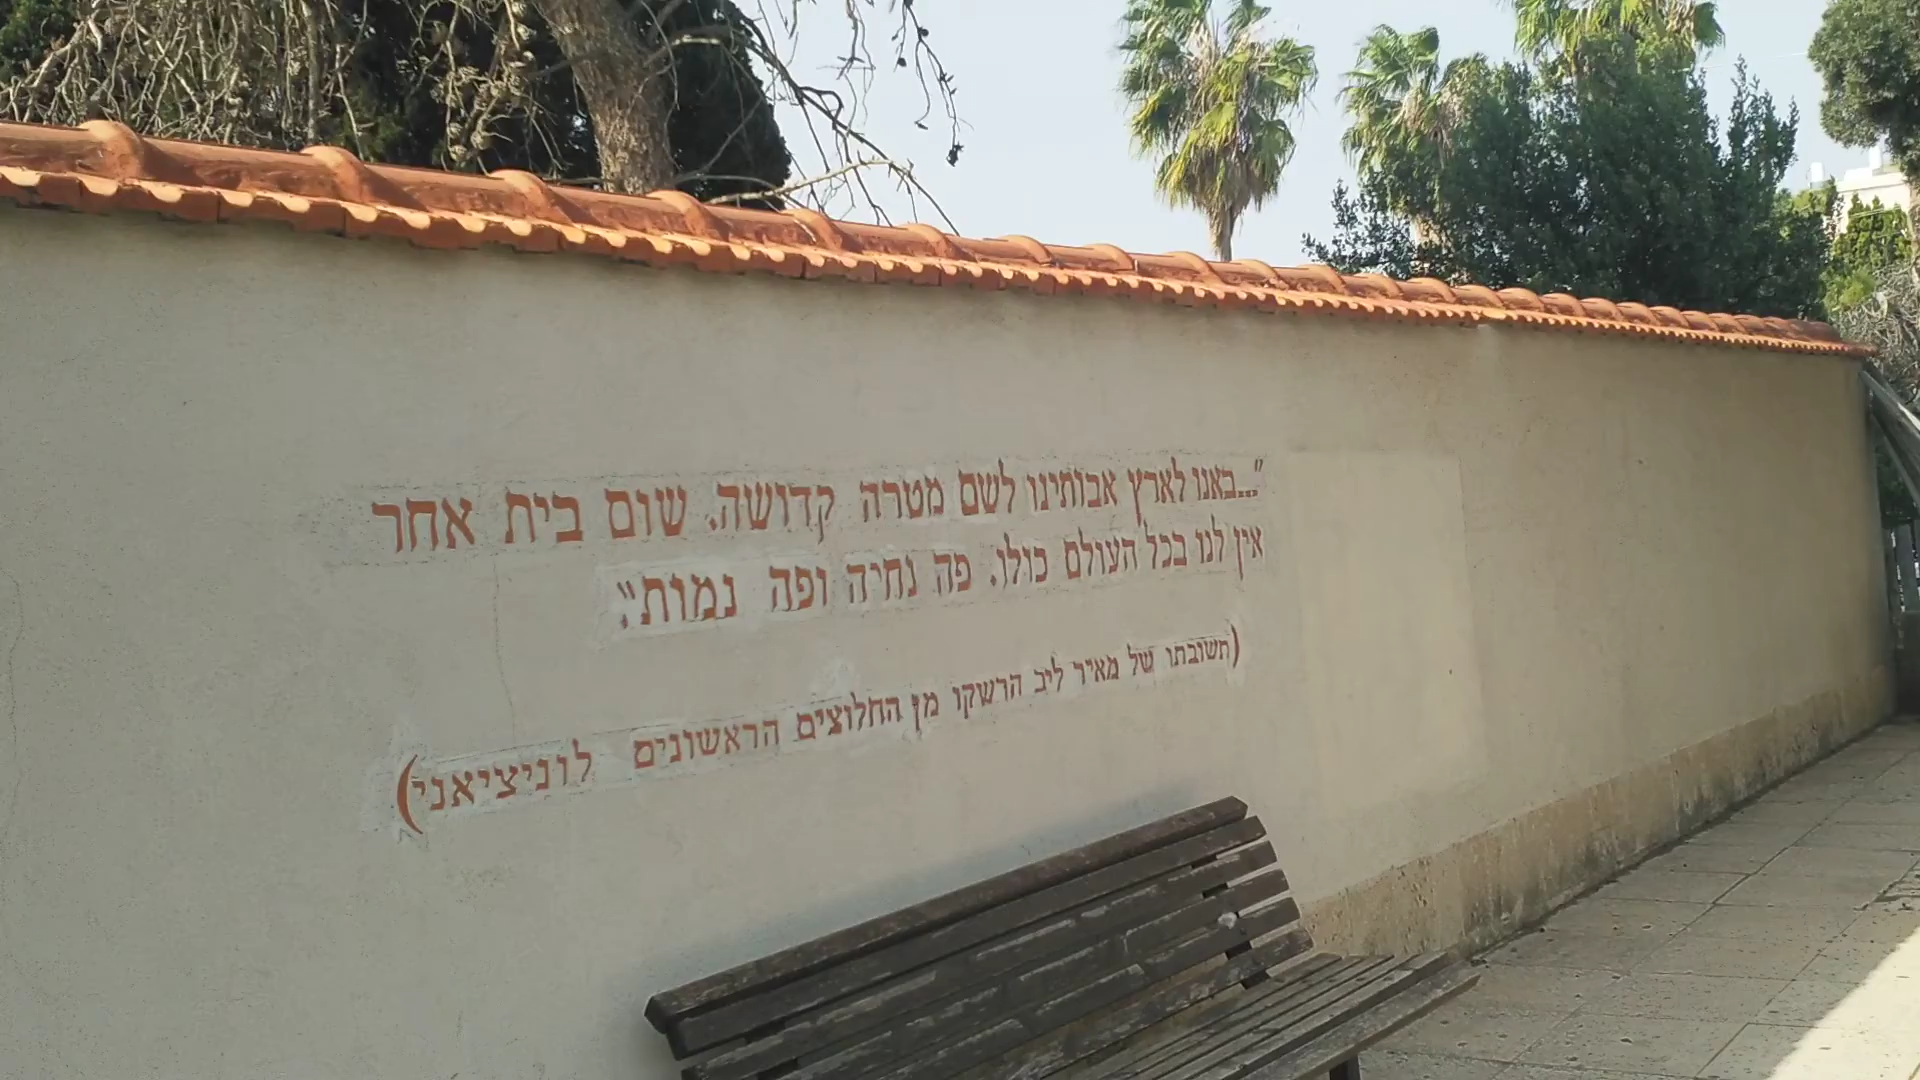 "...באנו לארץ אבותינו לשם מטרה קדושה. שום בית אחר
אין לנו בכל העולם כולו. פה נחיה ופה נמות".
(תשובתו של מאיר ליב הרשקו מן החלוצים הראשונים לוניציאני)